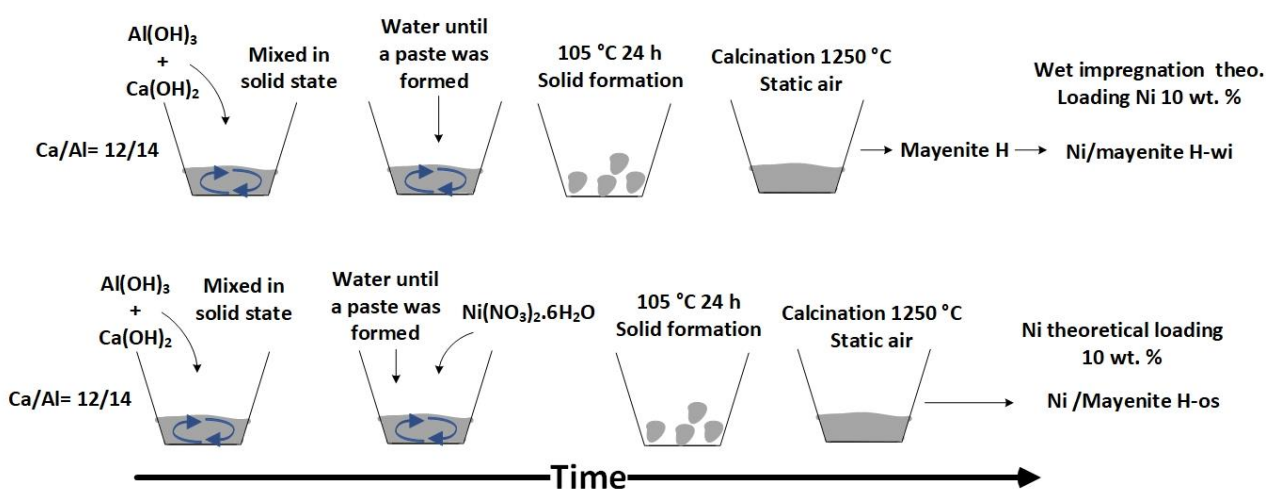 Al(OH)₃
+
Ca(OH)₂
Ca/Al= 12/14
Mixed in
solid state
Water until
a paste was
formed
105 °C 24 h
Solid formation
Calcination 1250 °C
Static air
Mayenite H
Wet impregnation theo.
Loading Ni 10 wt. %
Ni/mayenite H-wi
Al(OH)₃
+
Ca(OH)₂
Ca/Al= 12/14
Mixed in
solid state
Water until
a paste was
formed
Ni(NO₃)₂.6H₂O
105 °C 24 h
Solid formation
Calcination 1250 °C
Static air
Ni theoretical loading
10 wt. %
Ni /Mayenite H-os
Time